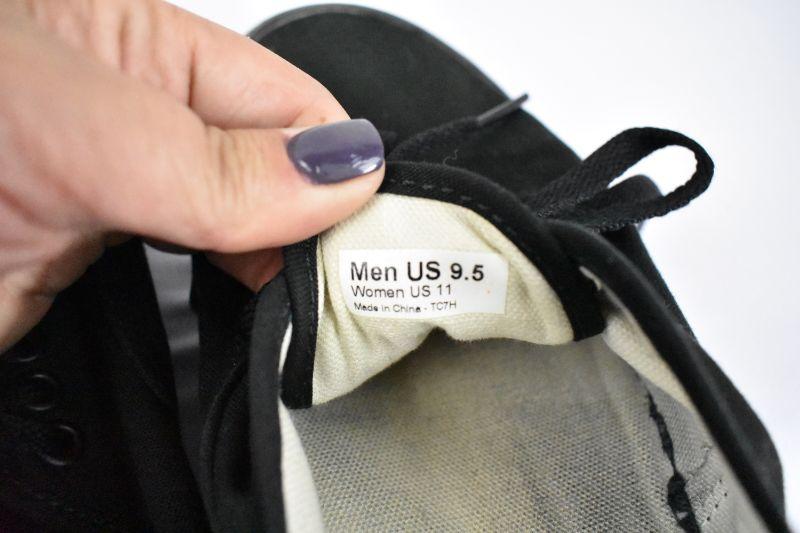 Men US 9.5
Women US 11
Made in China - TC7H